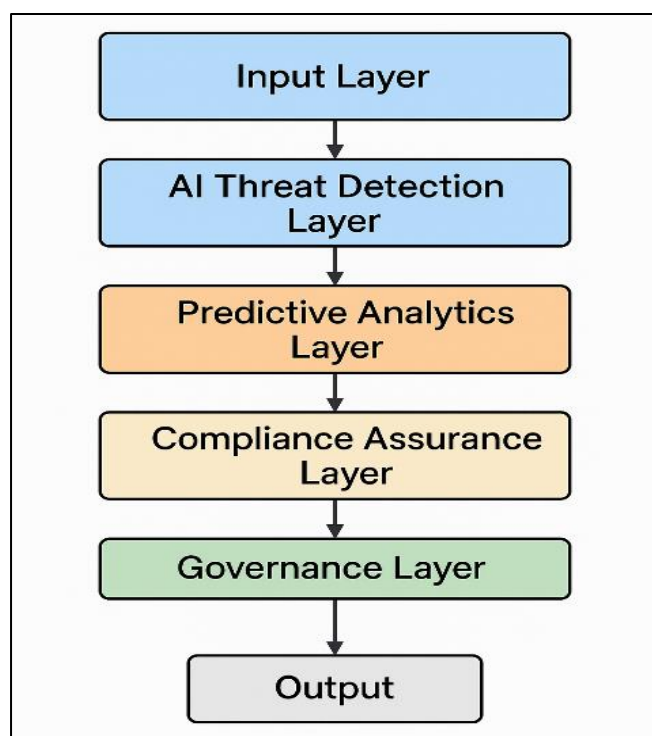 Input Layer
AI Threat Detection
Layer
Predictive Analytics
Layer
Compliance Assurance
Layer
Governance Layer
Output